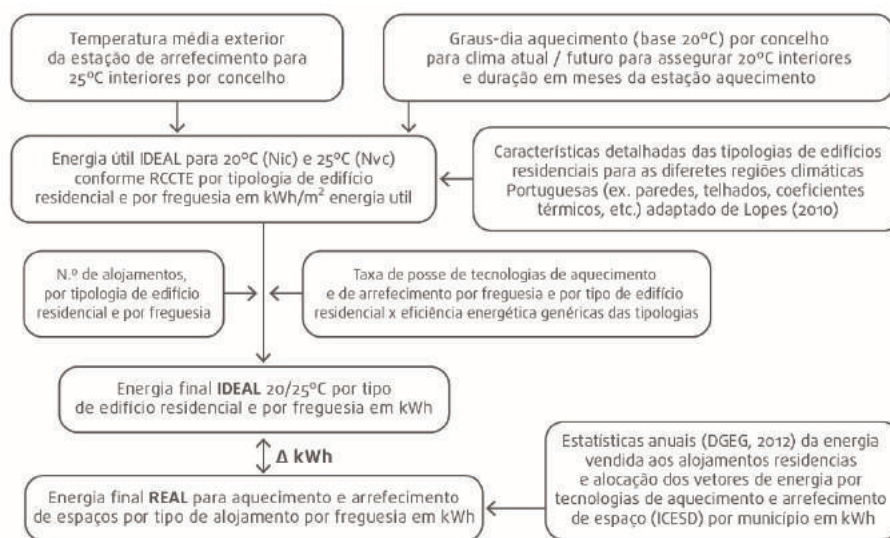 Temperatura média exterior
da estação de arrefecimento para
25ºC interiores por concelho
Graus-dia aquecimento (base 20ºC) por concelho
para clima atual / futuro para assegurar 20ºC interiores
e duração em meses da estação aquecimento
Energia útil IDEAL para 20ºC (Nic) e 25ºC (Nvc)
conforme RCCTE por tipologia de edifício
residencial e por freguesia em kWh/m² energia util
Características detalhadas das tipologias de edifícios
residenciais para as diferetes regiões climáticas
Portuguesas (ex. paredes, telhados, coeficientes
térmicos, etc.) adaptado de Lopes (2010)
N.º de alojamentos,
por tipologia de edifício
residencial e por freguesia
Taxa de posse de tecnologias de aquecimento
e de arrefecimento por freguesia e por tipo de edifício
residencial x eficiência energética genéricas das tipologias
Energia final IDEAL 20/25ºC por tipo
de edifício residencial e por freguesia em kWh
Δ kWh
Energia final REAL para aquecimento e arrefecimento
de espaços por tipo de alojamento por freguesia em kWh
Estatísticas anuais (DGEG, 2012) da energia
vendida aos alojamentos residencias
e alocação dos vetores de energia por
tecnologias de aquecimento e arrefecimento
de espaço (ICESD) por município em kWh